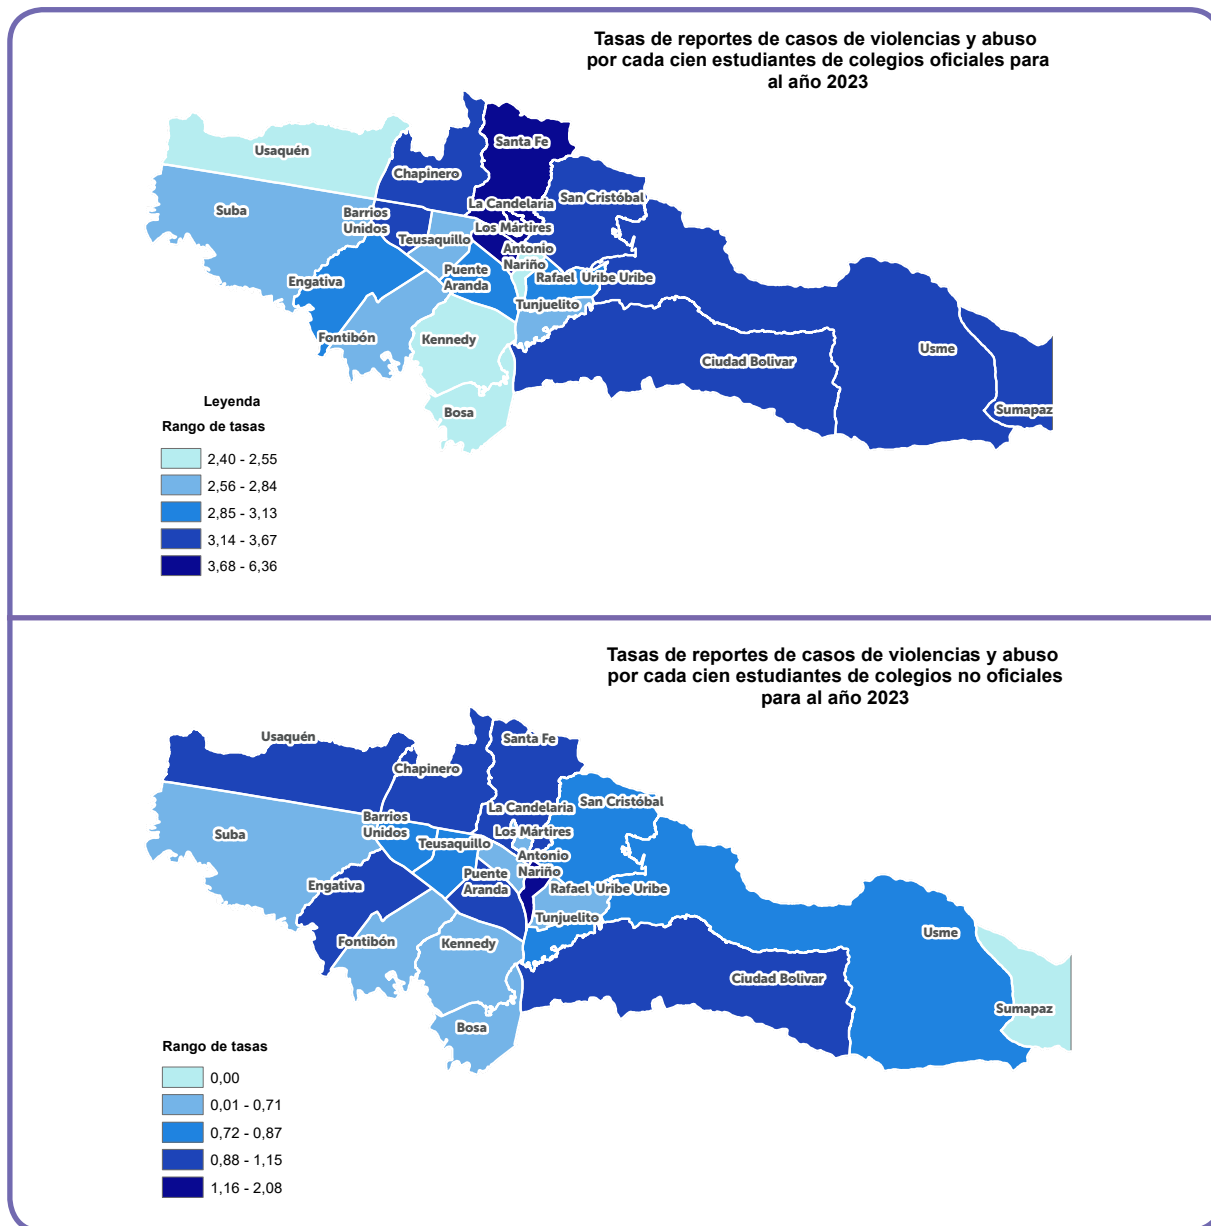 Tasas de reportes de casos de violencias y abuso
por cada cien estudiantes de colegios oficiales para
al año 2023
Usaquén
Santa Fe
Chapinero
San Cristóbal
La Candelaria
Suba
Barrios
Unidos
Los Mártires
Teusaquillo
Antonio
Nariño
Puente
Aranda
Rafael Uribe Uribe
Engativa
Tunjuelito
Fontibón
Kennedy
Ciudad Bolivar
Usme
Sumapaz
Bosa
Leyenda
Rango de tasas
2,40 - 2,55
2,56 - 2,84
2,85 - 3,13
3,14 - 3,67
3,68 - 6,36
Tasas de reportes de casos de violencias y abuso
por cada cien estudiantes de colegios no oficiales
para al año 2023
Usaquén
Santa Fe
Chapinero
San Cristóbal
La Candelaria
Barrios
Unidos
Suba
Los Mártires
Teusaquillo
Antonio
Nariño
Puente
Aranda
Engativa
Rafael Uribe Uribe
Tunjuelito
Fontibón
Kennedy
Usme
Ciudad Bolivar
Sumapaz
Bosa
Rango de tasas
0,00
0,01 - 0,71
0,72 - 0,87
0,88 - 1,15
1,16 - 2,08